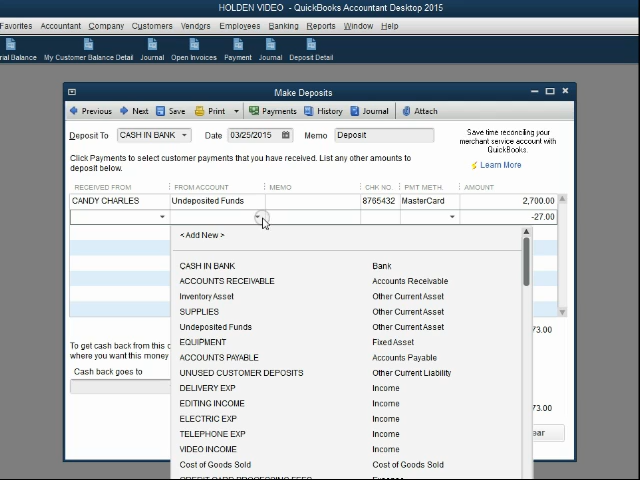 HOLDEN VIDEO - QuickBooks Accountant Desktop 2015
Favorites Accountant Company Customers Vendors Employees Banking Reports Window Help
rial Balance My Customer Balance Detail Journal Open Invoices Payment Journal Deposit Detail
Make Deposits
Previous Next Save Print Payments History Journal Attach
Deposit To CASH IN BANK Date 03/25/2015 Memo Deposit
Save time reconciling your
merchant service account with
QuickBooks.
Learn More
Click Payments to select customer payments that you have received. List any other amounts to
deposit below.
RECEIVED FROM FROM ACCOUNT MEMO CHK NO. PMT METH. AMOUNT
CANDY CHARLES Undeposited Funds 8765432 MasterCard 2,700.00
-27.00
< Add New >
CASH IN BANK Bank
ACCOUNTS RECEIVABLE Accounts Receivable
Inventory Asset Other Current Asset
SUPPLIES Other Current Asset
Undeposited Funds Other Current Asset
73.00
EQUIPMENT Fixed Asset
To get cash back from this d
where you want this money
ACCOUNTS PAYABLE Accounts Payable
Cash back goes to
UNUSED CUSTOMER DEPOSITS Other Current Liability
DELIVERY EXP Income
EDITING INCOME Income
73.00
ELECTRIC EXP Income
TELEPHONE EXP Income
ear
VIDEO INCOME Income
Cost of Goods Sold Cost of Goods Sold
CREDIT CARD PROCESSING FEES Expense